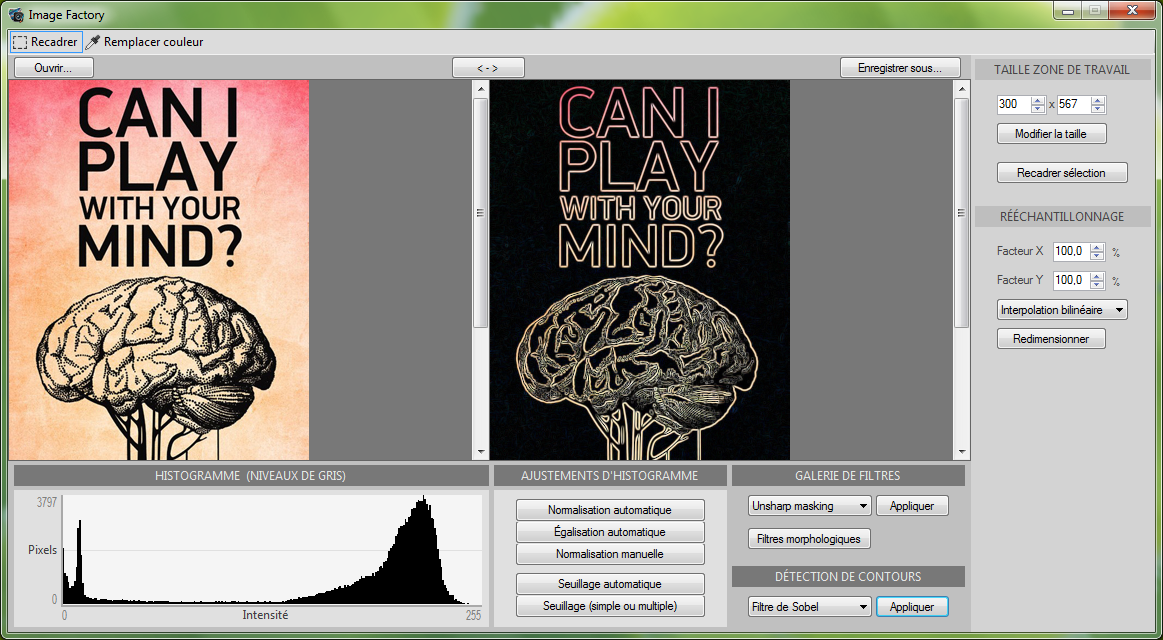 Image Factory
Recadrer Remplacer couleur
Ouvrir... < - > Enregistrer sous...
CAN I
PLAY
WITH YOUR
MIND?
CAN I
PLAY
WITH YOUR
MIND?
TAILLE ZONE DE TRAVAIL
300 x 567
Modifier la taille
Recadrer sélection
RÉÉCHANTILLONNAGE
Facteur X 100,0 %
Facteur Y 100,0 %
Interpolation bilinéaire
Redimensionner
HISTOGRAMME (NIVEAUX DE GRIS)
3797
Pixels
0
0 Intensité 255
AJUSTEMENTS D'HISTOGRAMME
Normalisation automatique
Égalisation automatique
Normalisation manuelle
Seuillage automatique
Seuillage (simple ou multiple)
GALERIE DE FILTRES
Unsharp masking Appliquer
Filtres morphologiques
DÉTECTION DE CONTOURS
Filtre de Sobel Appliquer